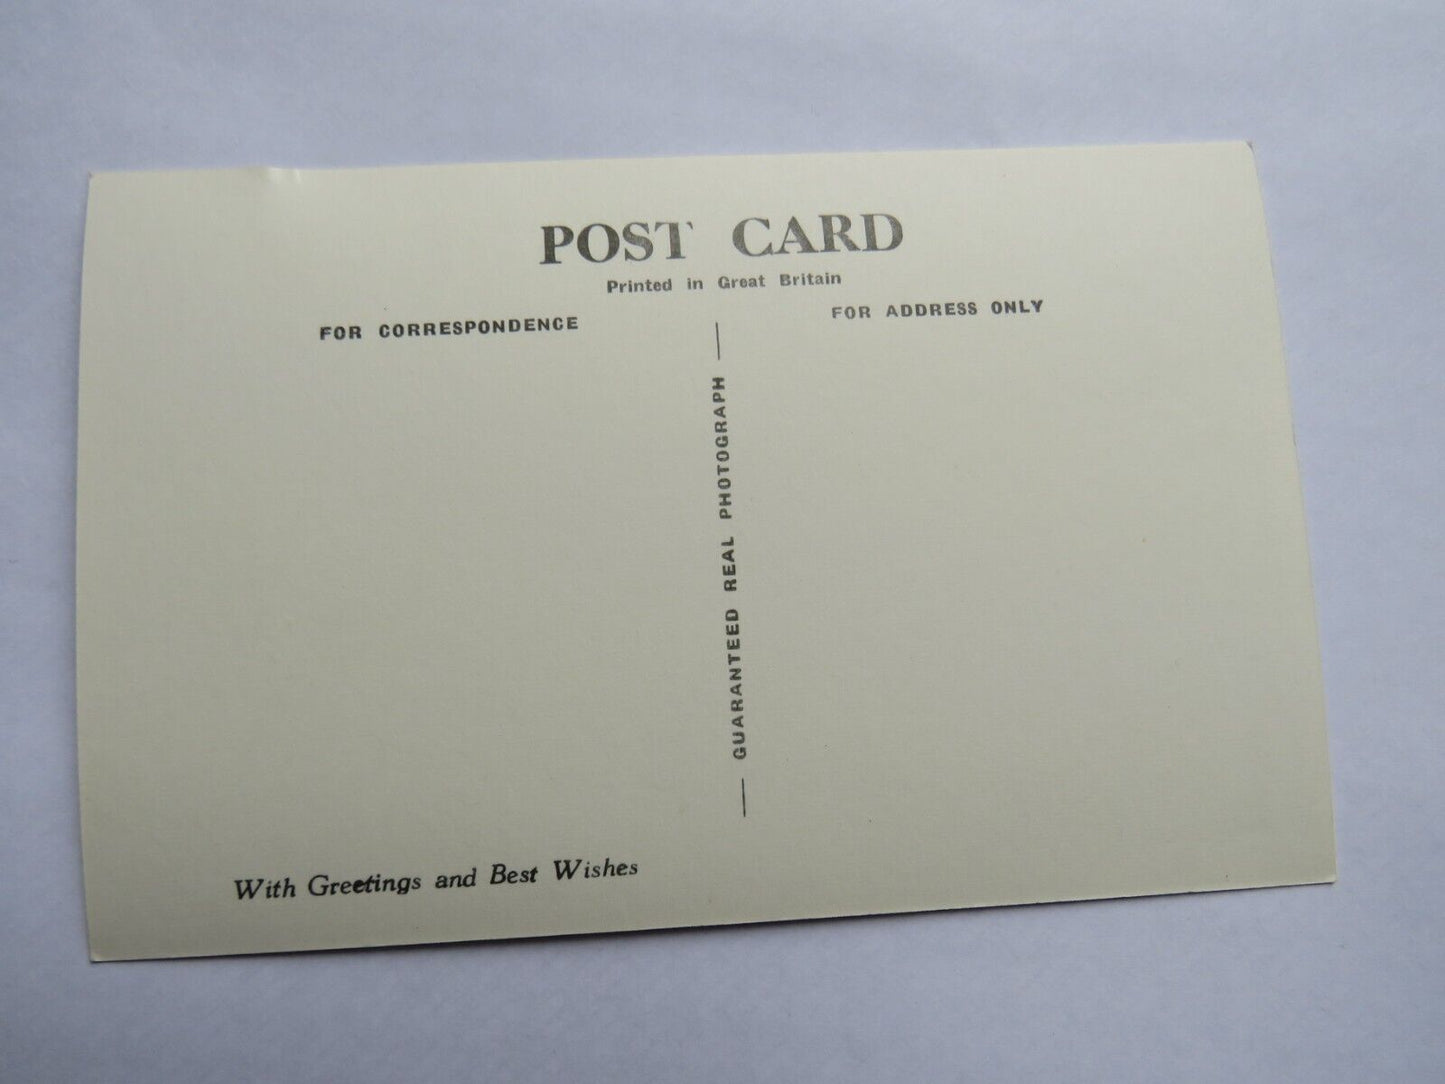 POST CARD
Printed in Great Britain
FOR CORRESPONDENCE
FOR ADDRESS ONLY
GUARANTEED REAL PHOTOGRAPH
With Greetings and Best Wishes